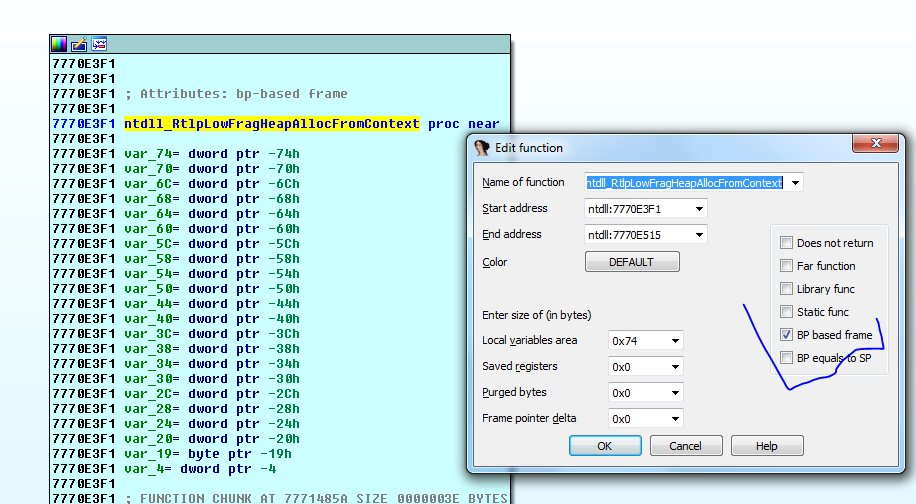 7770E3F1
7770E3F1
7770E3F1 ; Attributes: bp-based frame
7770E3F1
7770E3F1 ntdll_RtlpLowFragHeapAllocFromContext proc near
7770E3F1
7770E3F1 var_74= dword ptr -74h
7770E3F1 var_70= dword ptr -70h
7770E3F1 var_6C= dword ptr -6Ch
7770E3F1 var_68= dword ptr -68h
7770E3F1 var_64= dword ptr -64h
7770E3F1 var_60= dword ptr -60h
7770E3F1 var_5C= dword ptr -5Ch
7770E3F1 var_58= dword ptr -58h
7770E3F1 var_54= dword ptr -54h
7770E3F1 var_50= dword ptr -50h
7770E3F1 var_44= dword ptr -44h
7770E3F1 var_40= dword ptr -40h
7770E3F1 var_3C= dword ptr -3Ch
7770E3F1 var_38= dword ptr -38h
7770E3F1 var_34= dword ptr -34h
7770E3F1 var_30= dword ptr -30h
7770E3F1 var_2C= dword ptr -2Ch
7770E3F1 var_28= dword ptr -28h
7770E3F1 var_24= dword ptr -24h
7770E3F1 var_20= dword ptr -20h
7770E3F1 var_19= byte ptr -19h
7770E3F1 var_4= dword ptr -4
7770E3F1
7770E3F1 ; FUNCTION CHUNK AT 7771485A SIZE 0000003E BYTES
Edit function
Name of function ntdll_RtlpLowFragHeapAllocFromContext
Start address ntdll:7770E3F1
End address ntdll:7770E515
Color DEFAULT
Does not return
Far function
Library func
Static func
BP based frame
BP equals to SP
Enter size of (in bytes)
Local variables area 0x74
Saved registers 0x0
Purged bytes 0x0
Frame pointer delta 0x0
OK Cancel Help